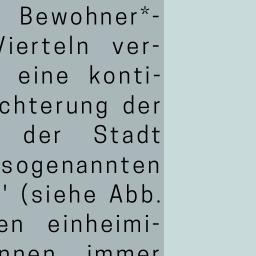 Bewohner*-
Vierteln ver-
eine konti-
chterung der
der Stadt
sogenannten
' (siehe Abb.
en einheimi-
nnen immer